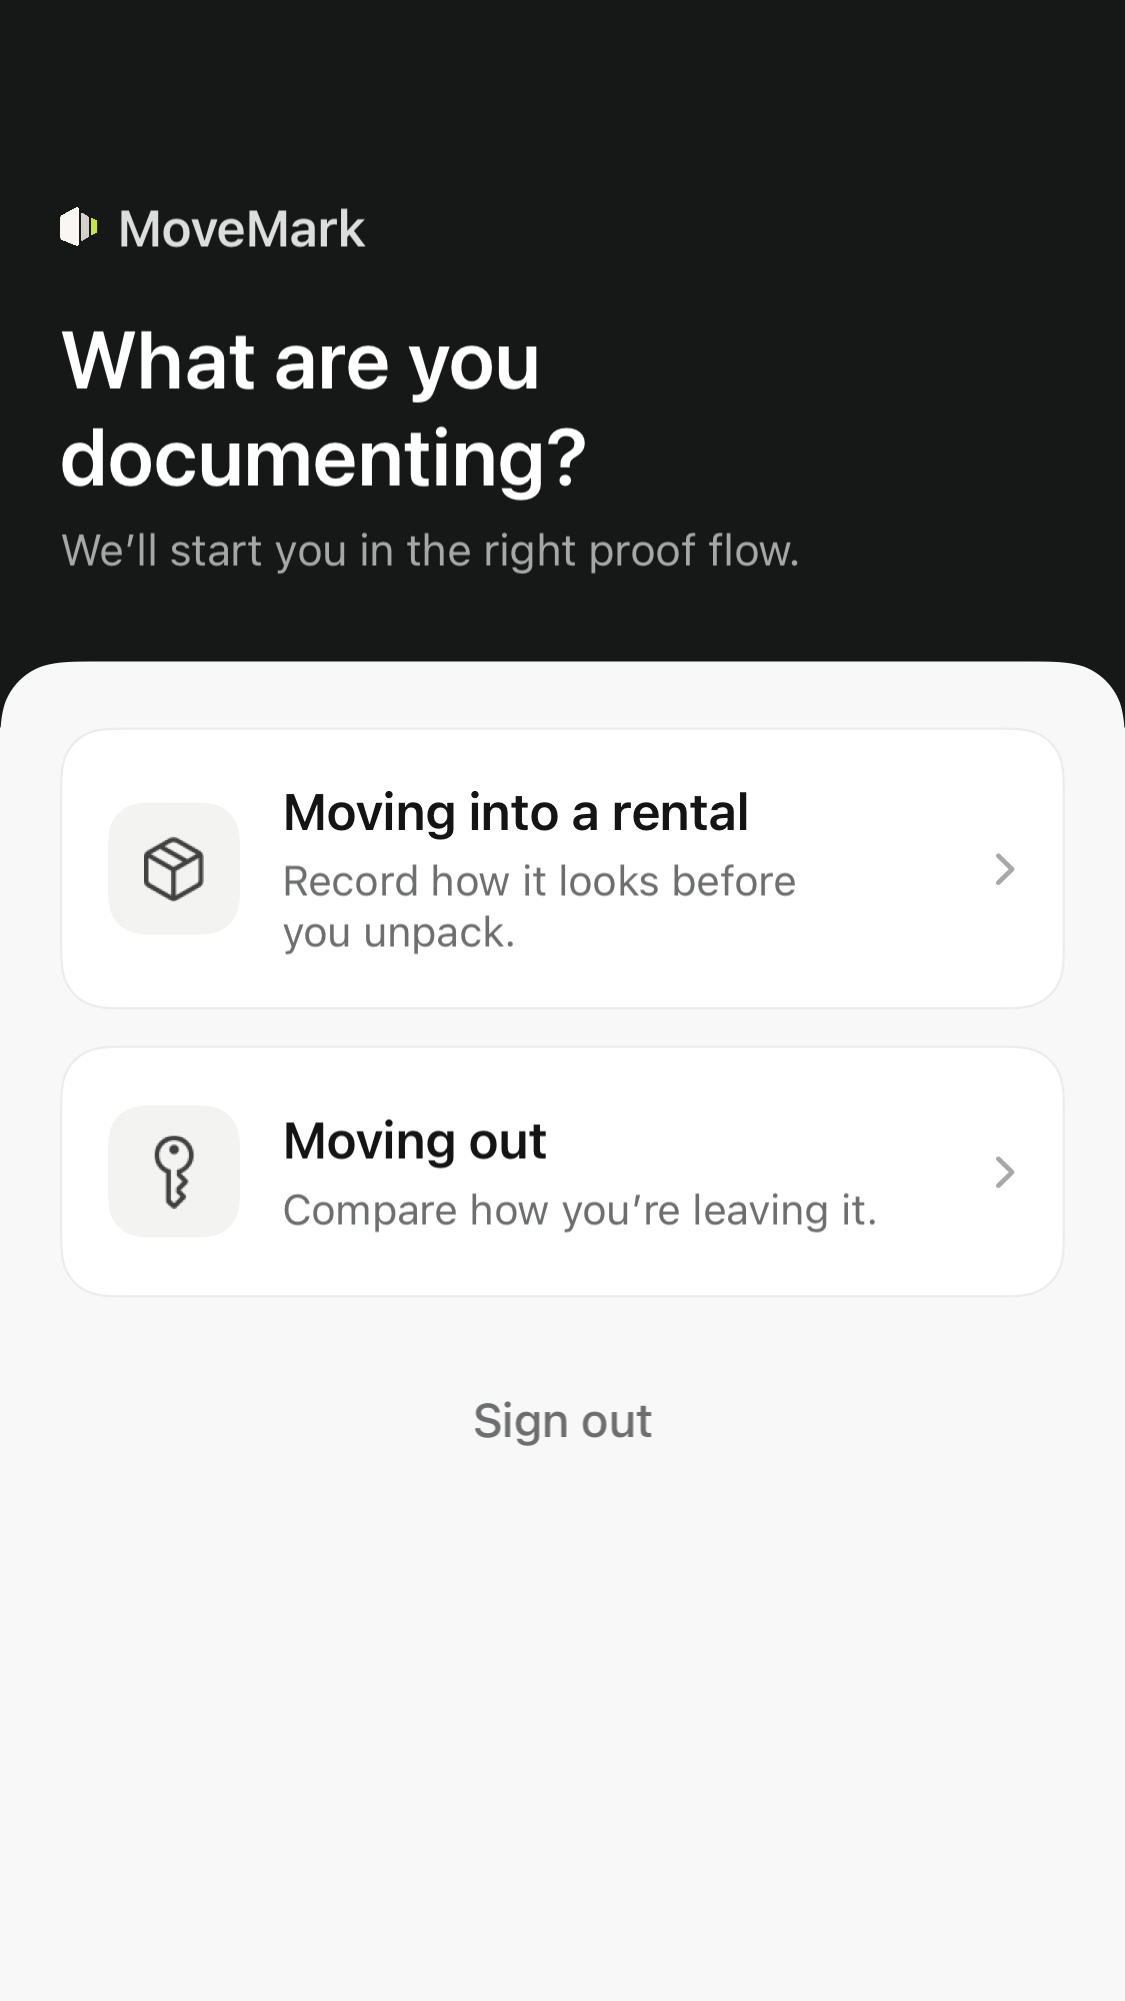 MoveMark
What are you
documenting?
We’ll start you in the right proof flow.
Moving into a rental
Record how it looks before
you unpack.
Moving out
Compare how you’re leaving it.
Sign out